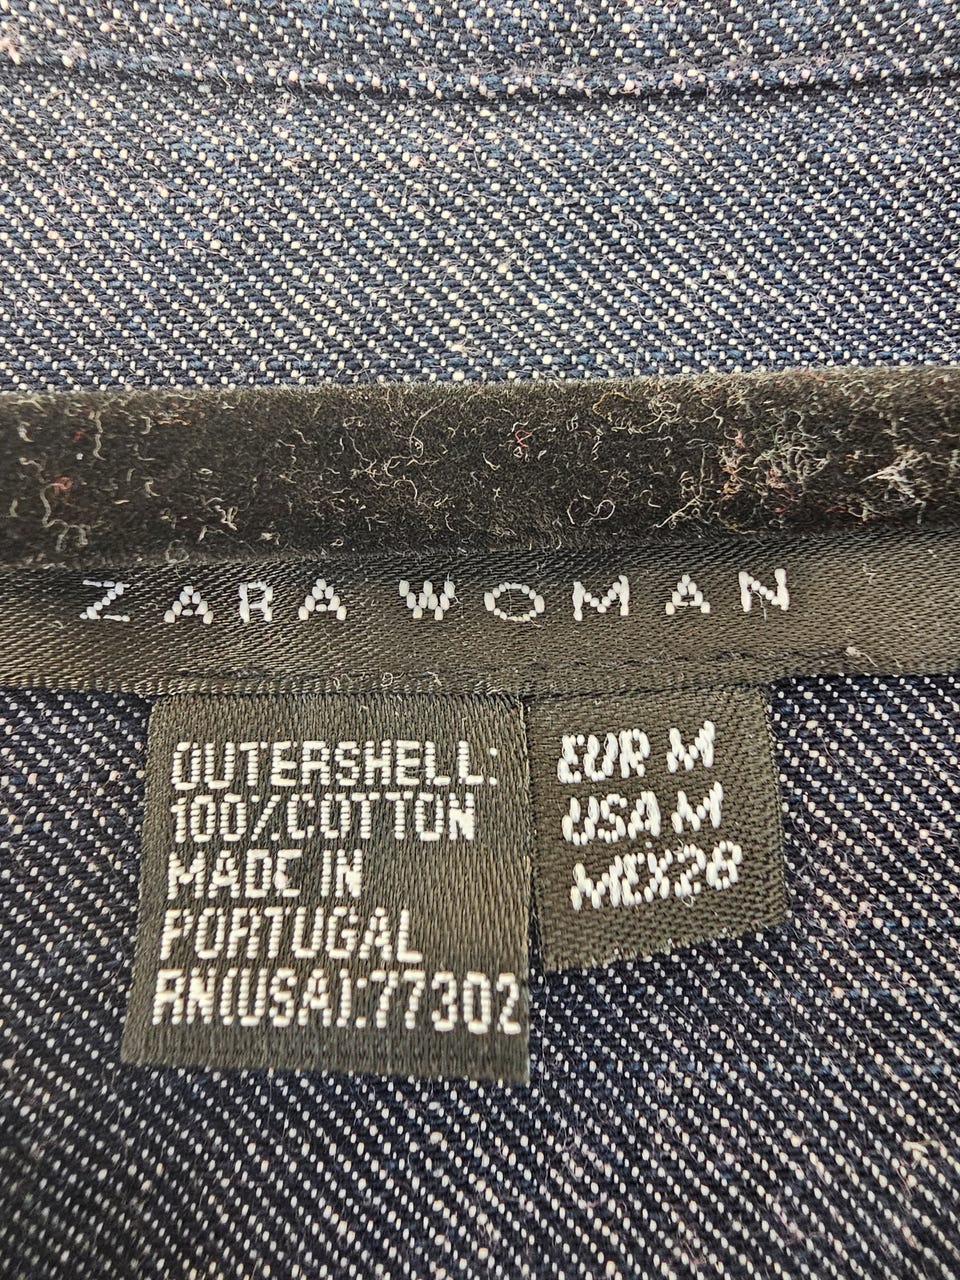 ZARA WOMAN
OUTERSHELL:
100%COTTON
MADE IN
PORTUGAL
RN(USA):77302
EUR M
USA M
MEX28